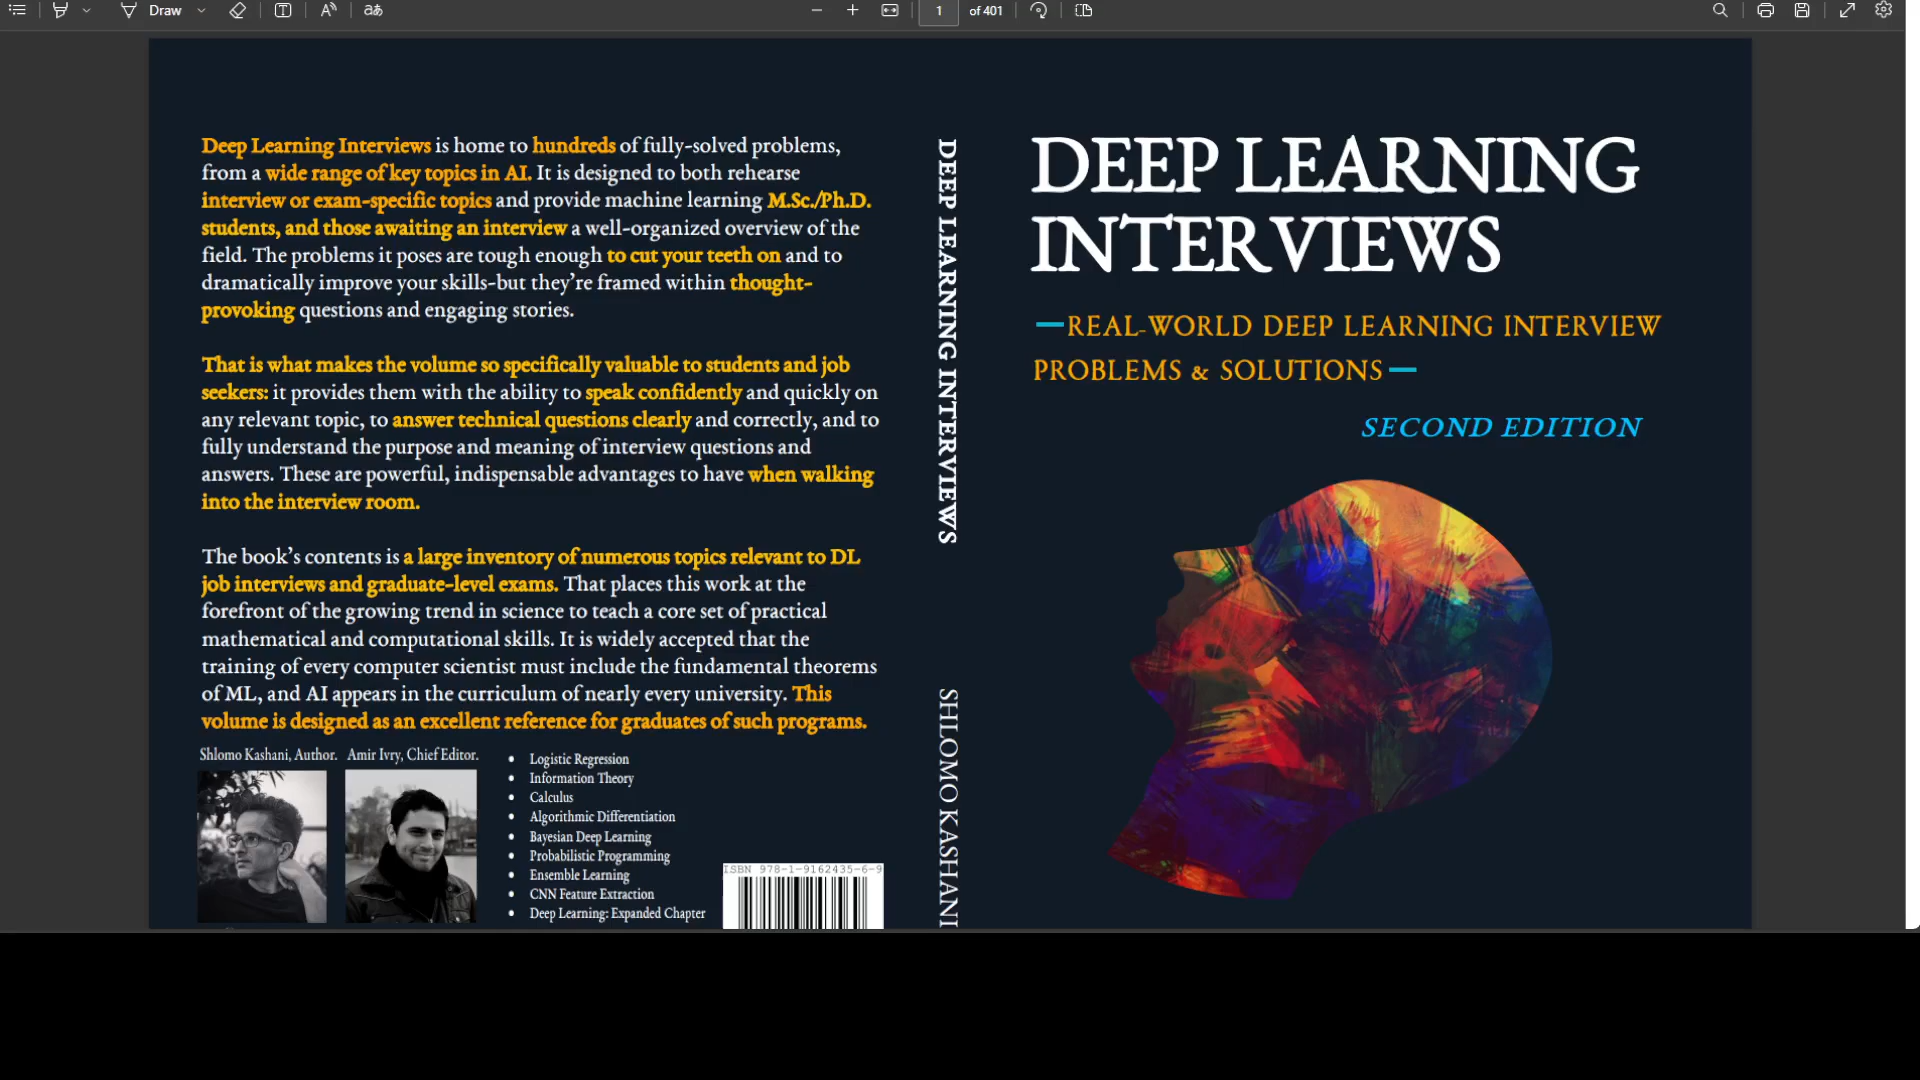 Draw
1
of 401
Deep Learning Interviews is home to hundreds of fully-solved problems,
from a wide range of key topics in AI. It is designed to both rehearse
interview or exam-specific topics and provide machine learning M.Sc./Ph.D.
students, and those awaiting an interview a well-organized overview of the
field. The problems it poses are tough enough to cut your teeth on and to
dramatically improve your skills-but they're framed within thought-
provoking questions and engaging stories.
That is what makes the volume so specifically valuable to students and job
seekers: it provides them with the ability to speak confidently and quickly on
any relevant topic, to answer technical questions clearly and correctly, and to
fully understand the purpose and meaning of interview questions and
answers. These are powerful, indispensable advantages to have when walking
into the interview room.
The book's contents is a large inventory of numerous topics relevant to DL
job interviews and graduate-level exams. That places this work at the
forefront of the growing trend in science to teach a core set of practical
mathematical and computational skills. It is widely accepted that the
training of every computer scientist must include the fundamental theorems
of ML, and AI appears in the curriculum of nearly every university. This
volume is designed as an excellent reference for graduates of such programs.
Shlomo Kashani, Author. Amir Ivry, Chief Editor.
• Logistic Regression
• Information Theory
• Calculus
• Algorithmic Differentiation
• Bayesian Deep Learning
• Probabilistic Programming
• Ensemble Learning
• CNN Feature Extraction
• Deep Learning: Expanded Chapter
ISBN 978-1-9162435-6-9
DEEP LEARNING INTERVIEWS
SHLOMO KASHANI
DEEP LEARNING
INTERVIEWS
—REAL-WORLD DEEP LEARNING INTERVIEW
PROBLEMS & SOLUTIONS—
SECOND EDITION